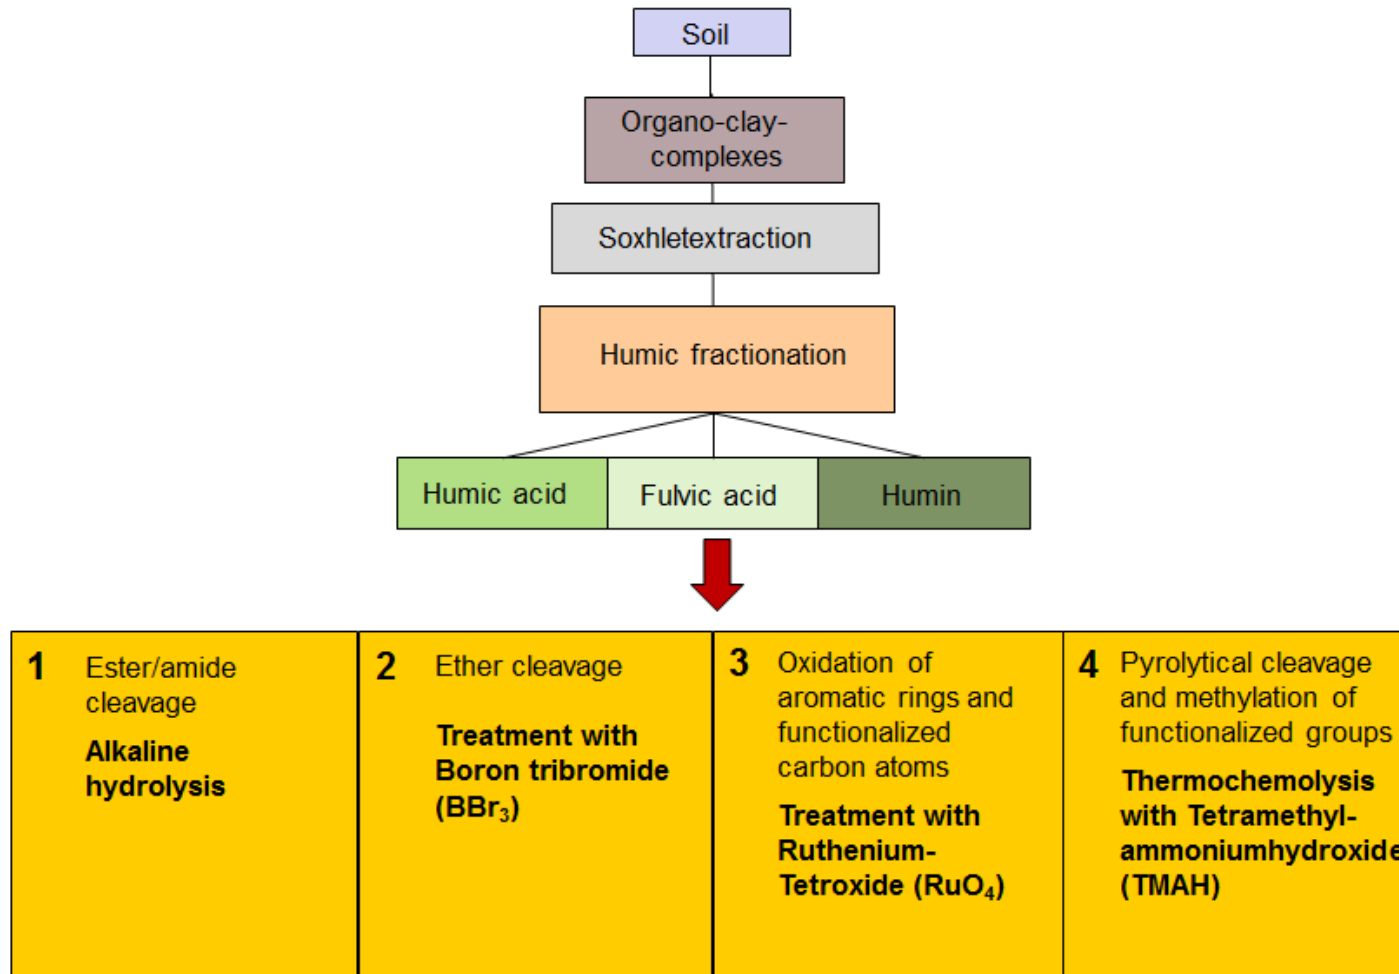 Soil
Organo-clay-
complexes
Soxhletextraction
Humic fractionation
Humic acid
Fulvic acid
Humin
1
Ester/amide
cleavage
Alkaline
hydrolysis
2
Ether cleavage
Treatment with
Boron tribromide
(BBr₃)
3
Oxidation of
aromatic rings and
functionalized
carbon atoms
Treatment with
Ruthenium-
Tetroxide (RuO₄)
4
Pyrolytical cleavage
and methylation of
functionalized groups
Thermochemolysis
with Tetramethyl-
ammoniumhydroxide
(TMAH)